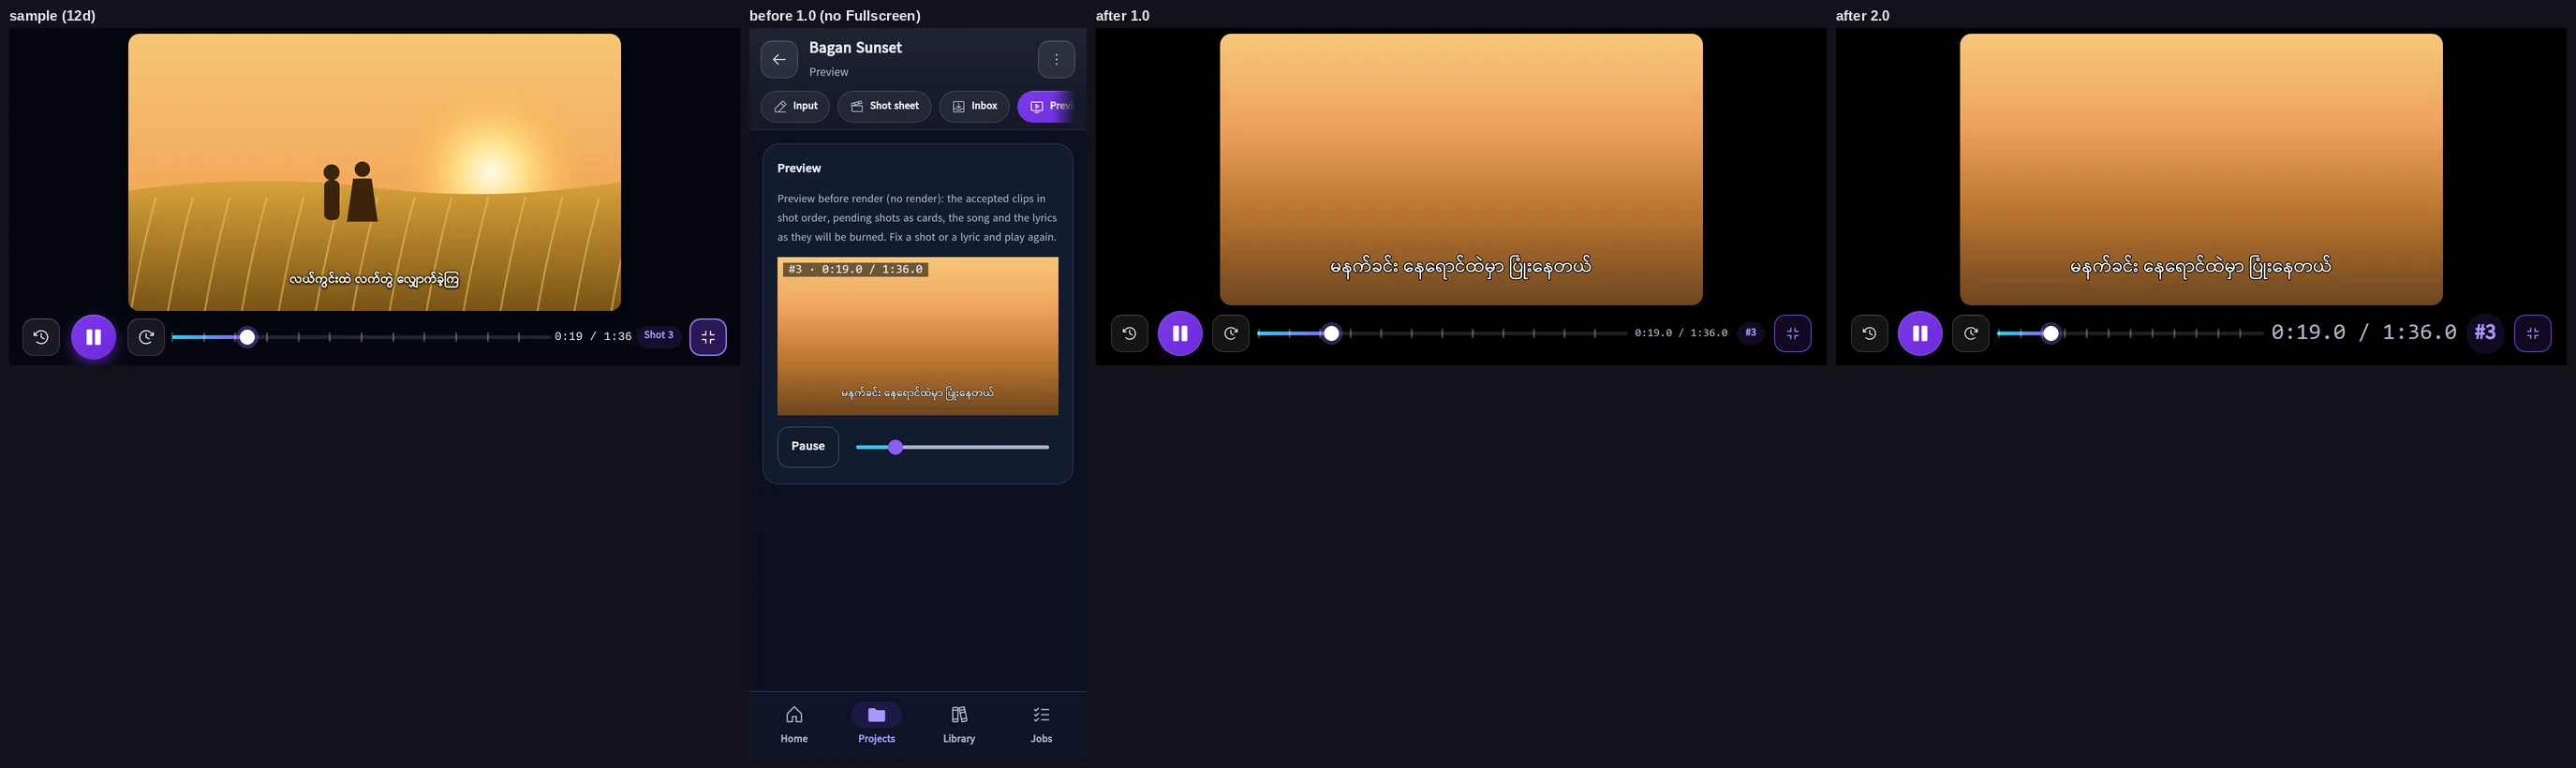 sample (12d)
လယ်ကွင်းထဲ လက်တွဲ လျှောက်ခဲ့ကြ
0:19 / 1:36
Shot 3
before 1.0 (no Fullscreen)
Bagan Sunset
Preview
Input
Shot sheet
Inbox
Previ
Preview
Preview before render (no render): the accepted clips in
shot order, pending shots as cards, the song and the lyrics
as they will be burned. Fix a shot or a lyric and play again.
#3 · 0:19.0 / 1:36.0
မနက်ခင်း နေရောင်ထဲမှာ ပြုံးနေတယ်
Pause
Home
Projects
Library
Jobs
after 1.0
မနက်ခင်း နေရောင်ထဲမှာ ပြုံးနေတယ်
0:19.0 / 1:36.0
#3
after 2.0
မနက်ခင်း နေရောင်ထဲမှာ ပြုံးနေတယ်
0:19.0 / 1:36.0
#3